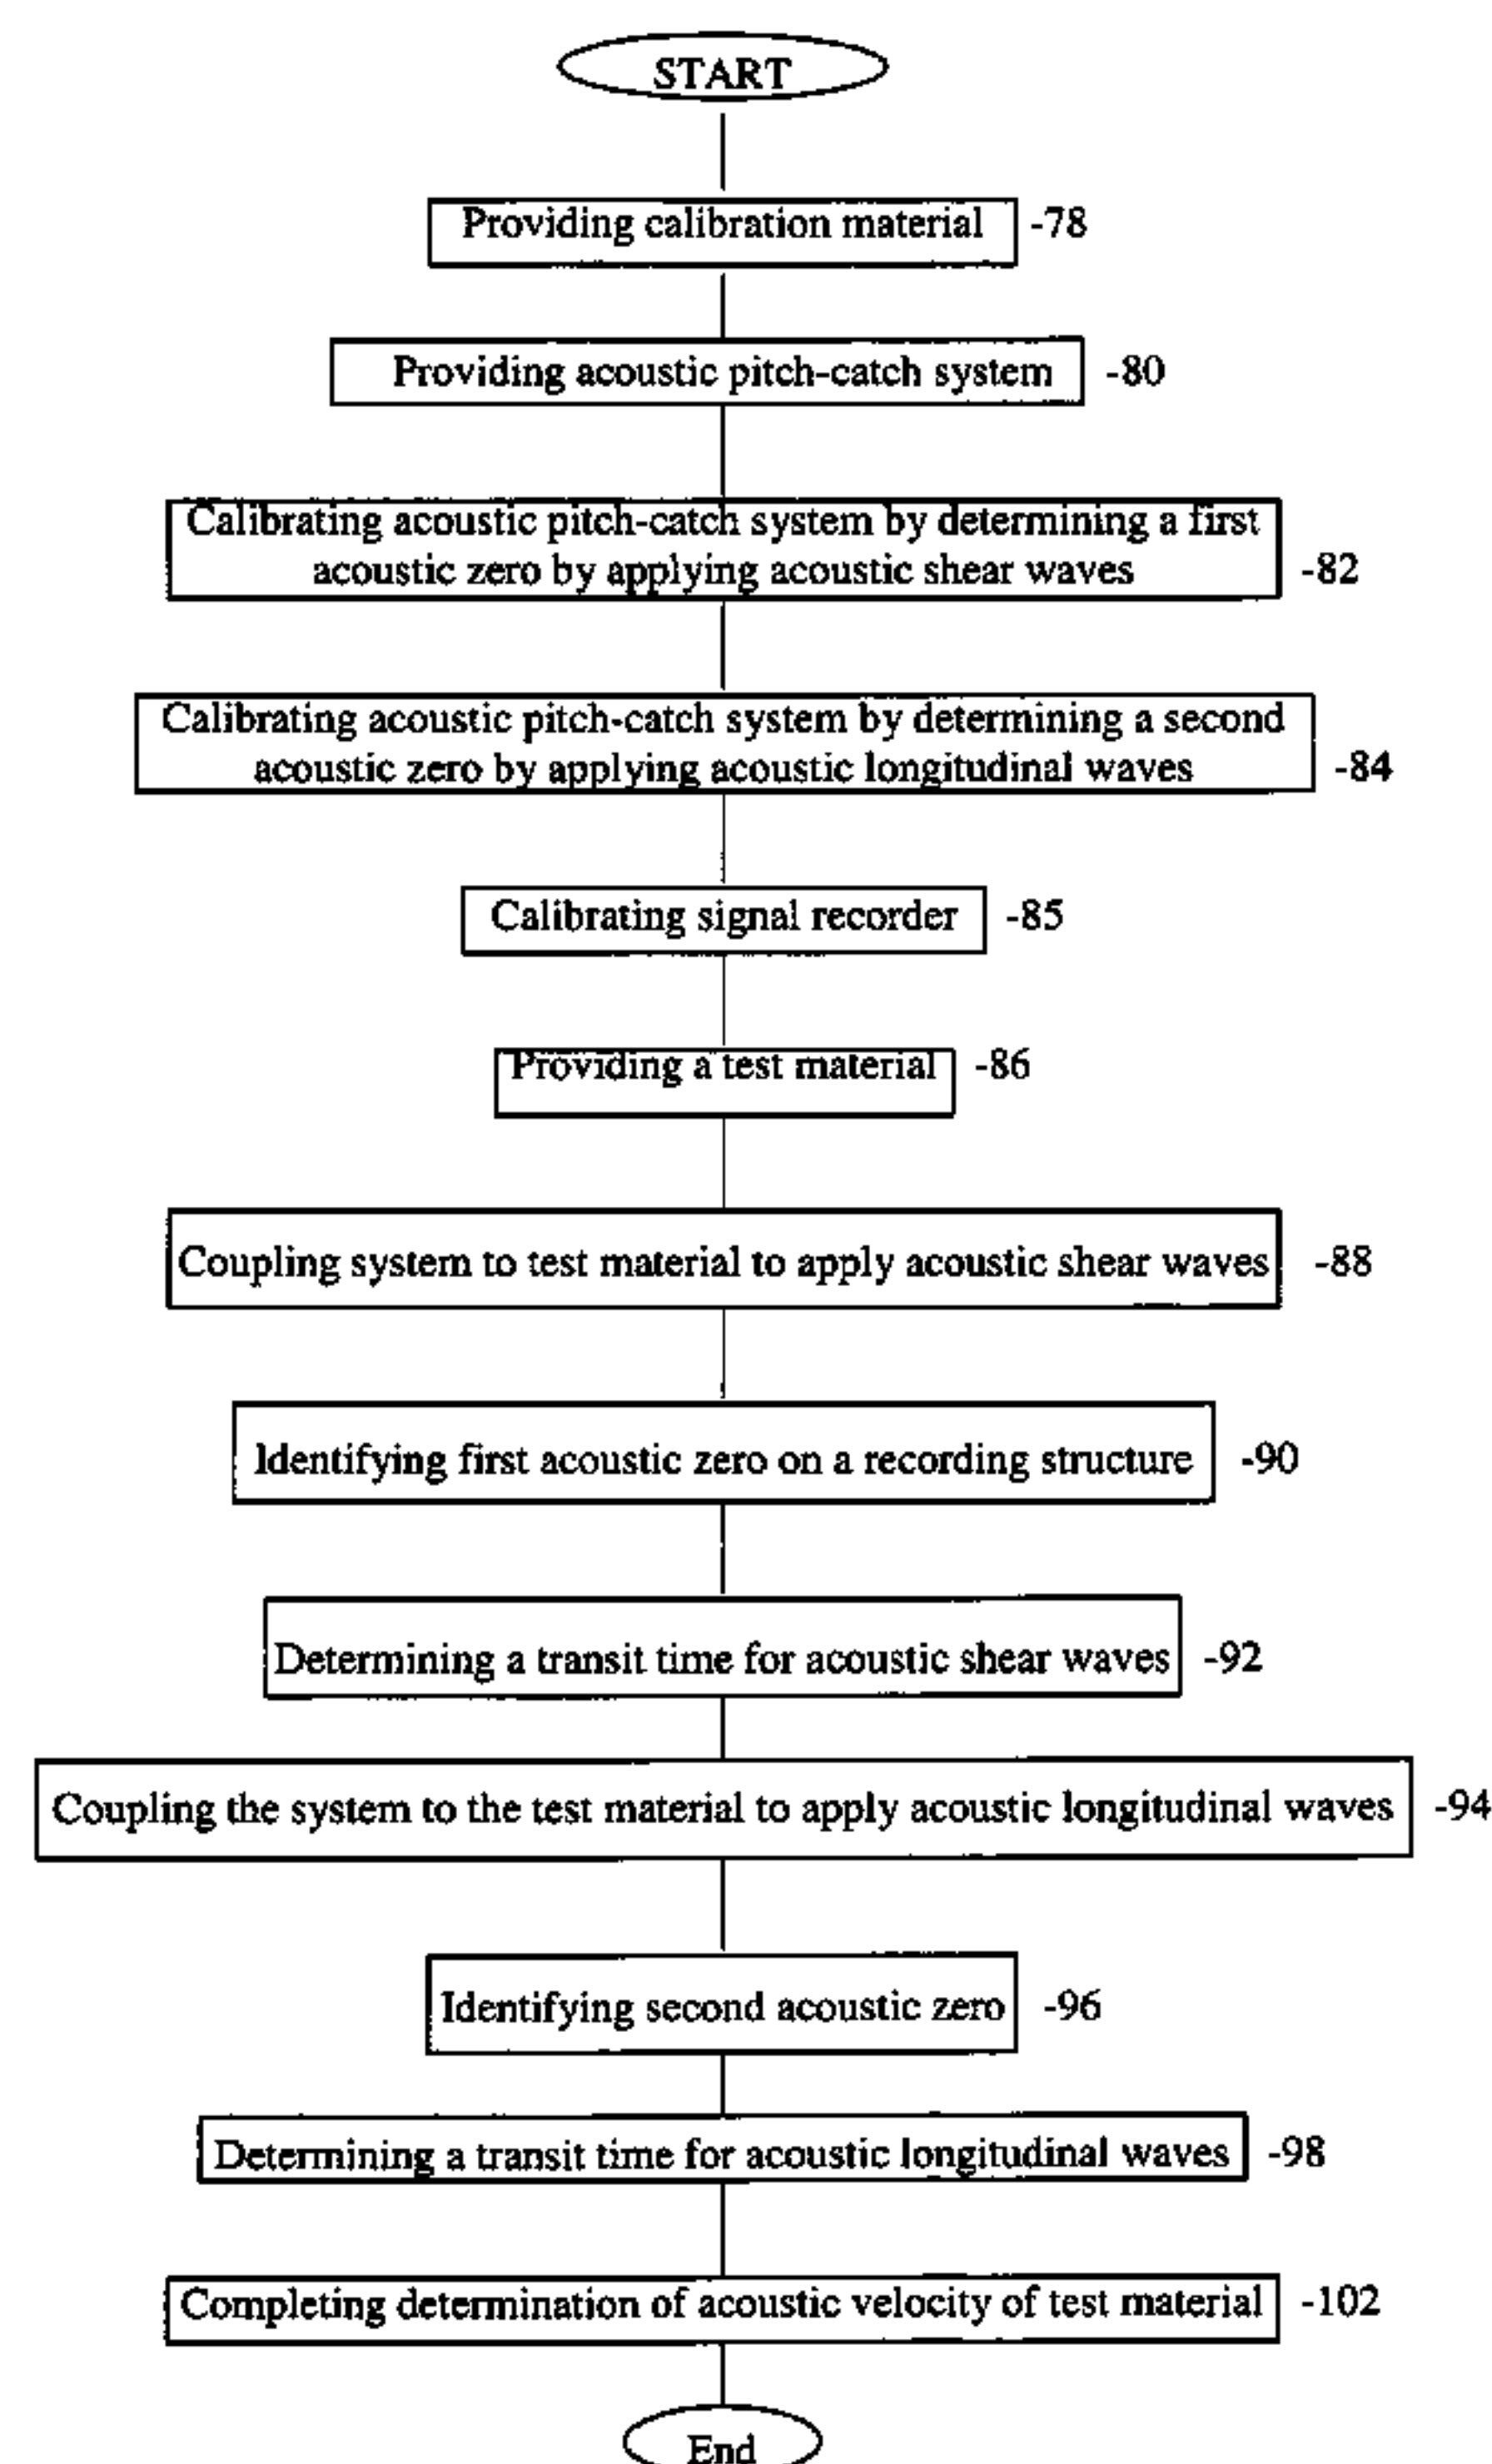 START
Providing calibration material -78
Providing acoustic pitch-catch system -80
Calibrating acoustic pitch-catch system by determining a first
acoustic zero by applying acoustic shear waves -82
Calibrating acoustic pitch-catch system by determining a second
acoustic zero by applying acoustic longitudinal waves -84
Calibrating signal recorder -85
Providing a test material -86
Coupling system to test material to apply acoustic shear waves -88
Identifying first acoustic zero on a recording structure -90
Determining a transit time for acoustic shear waves -92
Coupling the system to the test material to apply acoustic longitudinal waves -94
Identifying second acoustic zero -96
Determining a transit time for acoustic longitudinal waves -98
Completing determination of acoustic velocity of test material -102
End